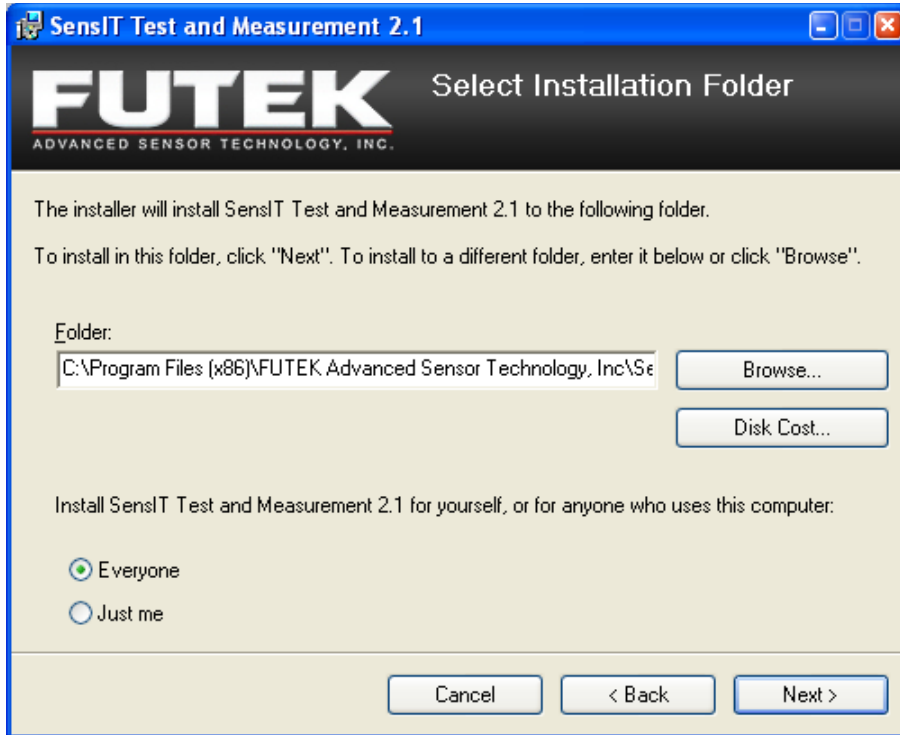 SensIT Test and Measurement 2.1
FUTEK
ADVANCED SENSOR TECHNOLOGY, INC.
Select Installation Folder
The installer will install SensIT Test and Measurement 2.1 to the following folder.
To install in this folder, click "Next". To install to a different folder, enter it below or click "Browse".
Folder:
C:\Program Files (x86)\FUTEK Advanced Sensor Technology, Inc\Se
Browse...
Disk Cost...
Install SensIT Test and Measurement 2.1 for yourself, or for anyone who uses this computer:
Everyone
Just me
Cancel
< Back
Next >